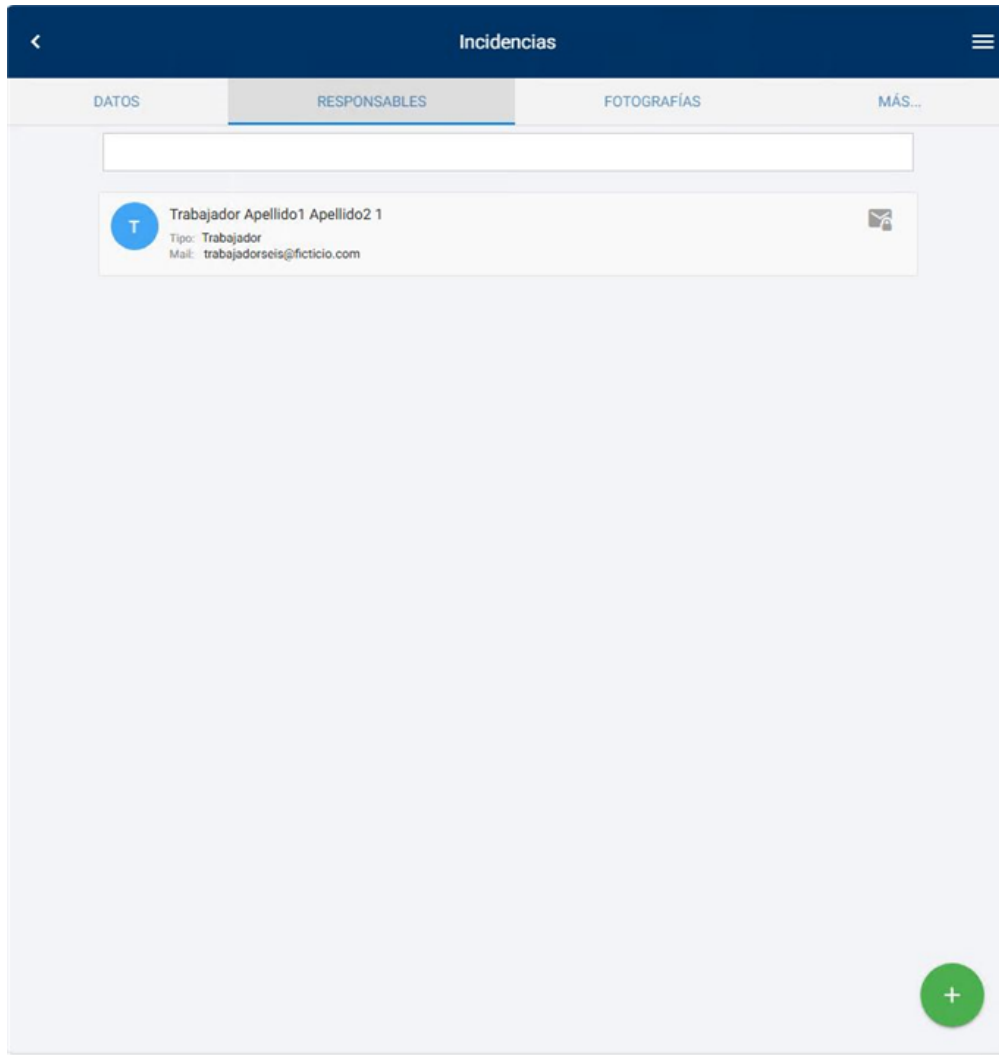 Incidencias
DATOS RESPONSABLES FOTOGRAFÍAS MÁS...
T
Trabajador Apellido1 Apellido2 1
Tipo: Trabajador
Mail: trabajadorseis@ficticio.com
+